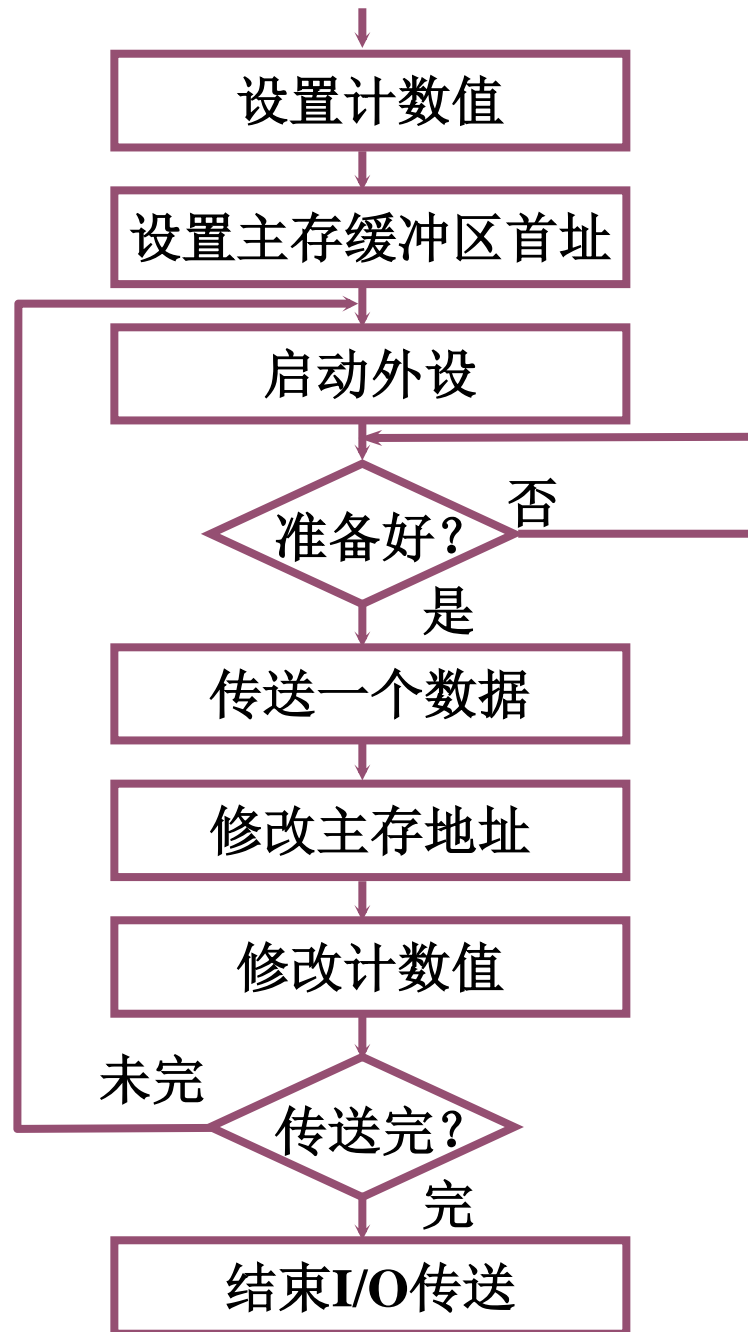 设置计数值
设置主存缓冲区首址
启动外设
准备好？
否
是
传送一个数据
修改主存地址
修改计数值
未完
传送完？
完
结束I/O传送